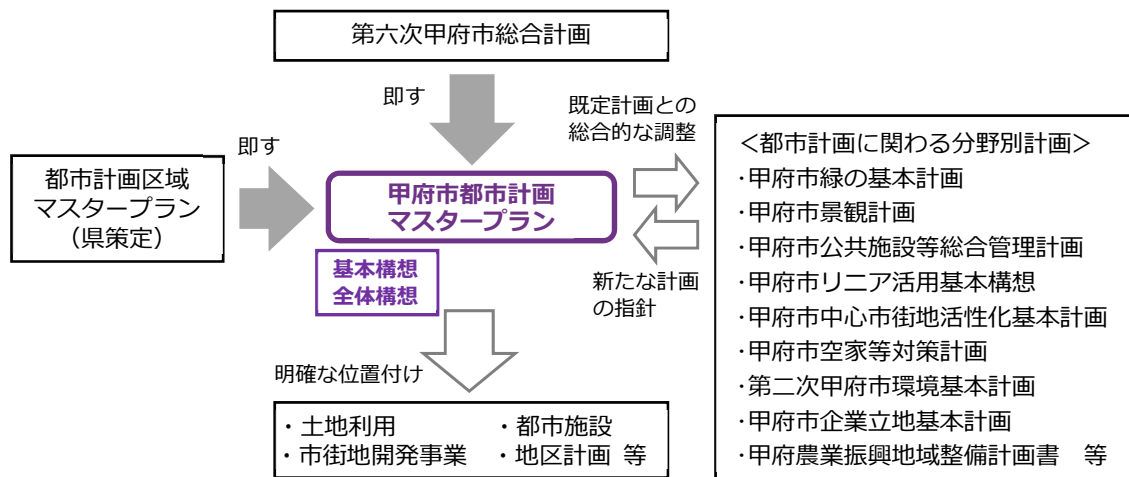 第六次甲府市総合計画
即す
既定計画との
総合的な調整
即す
都市計画区域
マスタープラン
（県策定）
甲府市都市計画
マスタープラン
基本構想
全体構想
新たな計画
の指針
明確な位置付け
・土地利用　・都市施設
・市街地開発事業　・地区計画 等
＜都市計画に関わる分野別計画＞
・甲府市緑の基本計画
・甲府市景観計画
・甲府市公共施設等総合管理計画
・甲府市リニア活用基本構想
・甲府市中心市街地活性化基本計画
・甲府市空家等対策計画
・第二次甲府市環境基本計画
・甲府市企業立地基本計画
・甲府農業振興地域整備計画書　等